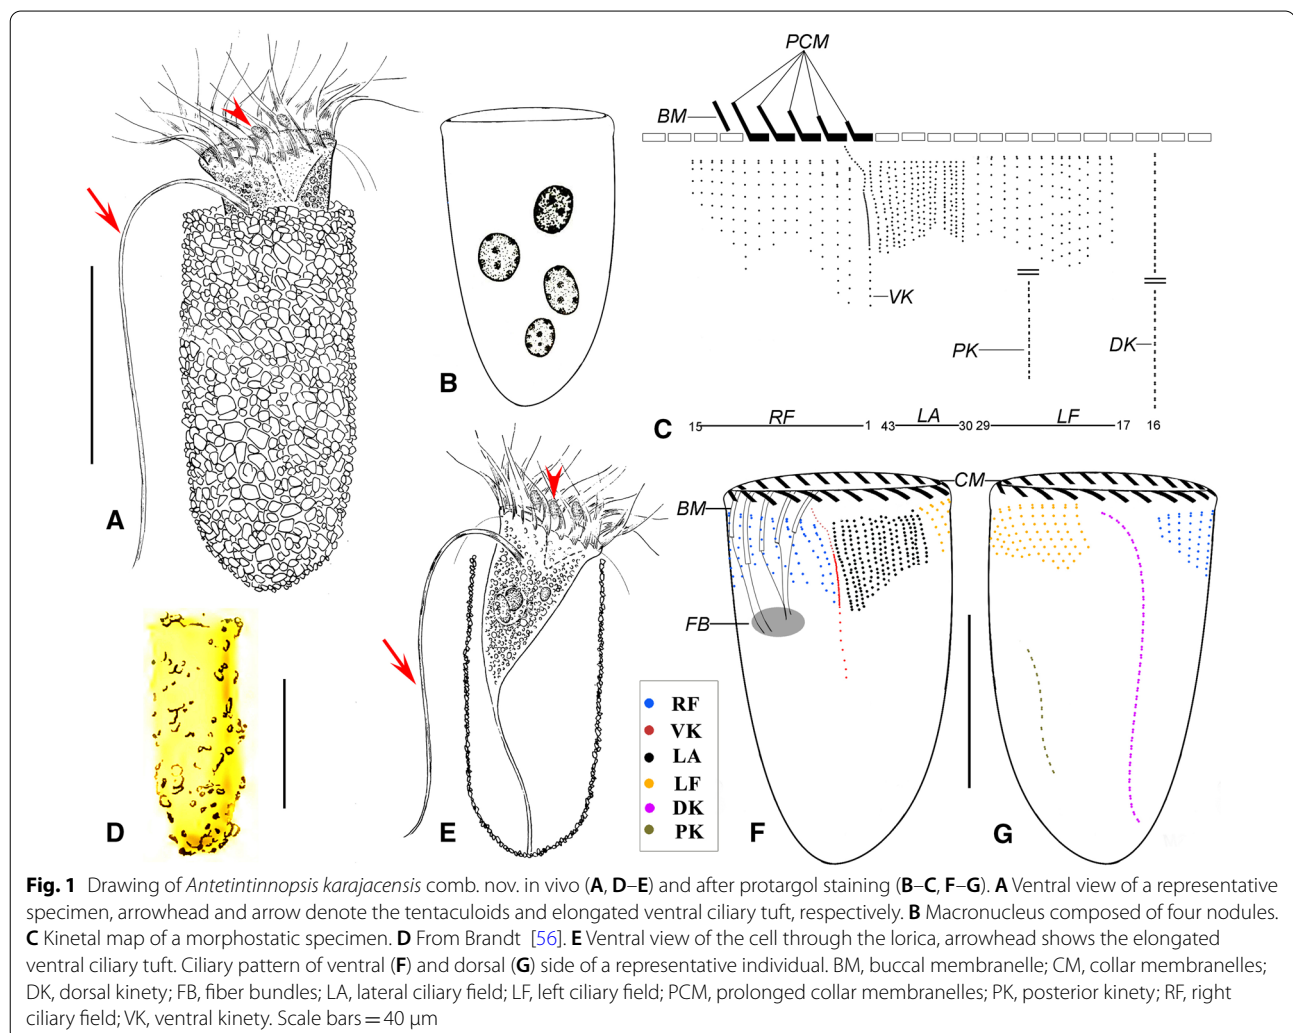 PCM
BM
VK
PK
DK
A
B
C
15 RF 1 43 LA 30 29 LF 17 16
CM
BM
FB
RF
VK
LA
LF
DK
PK
D
E
F
G
Fig. 1 Drawing of Antetintinnopsis karajacensis comb. nov. in vivo (A, D–E) and after protargol staining (B–C, F–G). A Ventral view of a representative
specimen, arrowhead and arrow denote the tentaculoids and elongated ventral ciliary tuft, respectively. B Macronucleus composed of four nodules.
C Kinetal map of a morphostatic specimen. D From Brandt [56]. E Ventral view of the cell through the lorica, arrowhead shows the elongated
ventral ciliary tuft. Ciliary pattern of ventral (F) and dorsal (G) side of a representative individual. BM, buccal membranelle; CM, collar membranelles;
DK, dorsal kinety; FB, fiber bundles; LA, lateral ciliary field; LF, left ciliary field; PCM, prolonged collar membranelles; PK, posterior kinety; RF, right
ciliary field; VK, ventral kinety. Scale bars = 40 μm